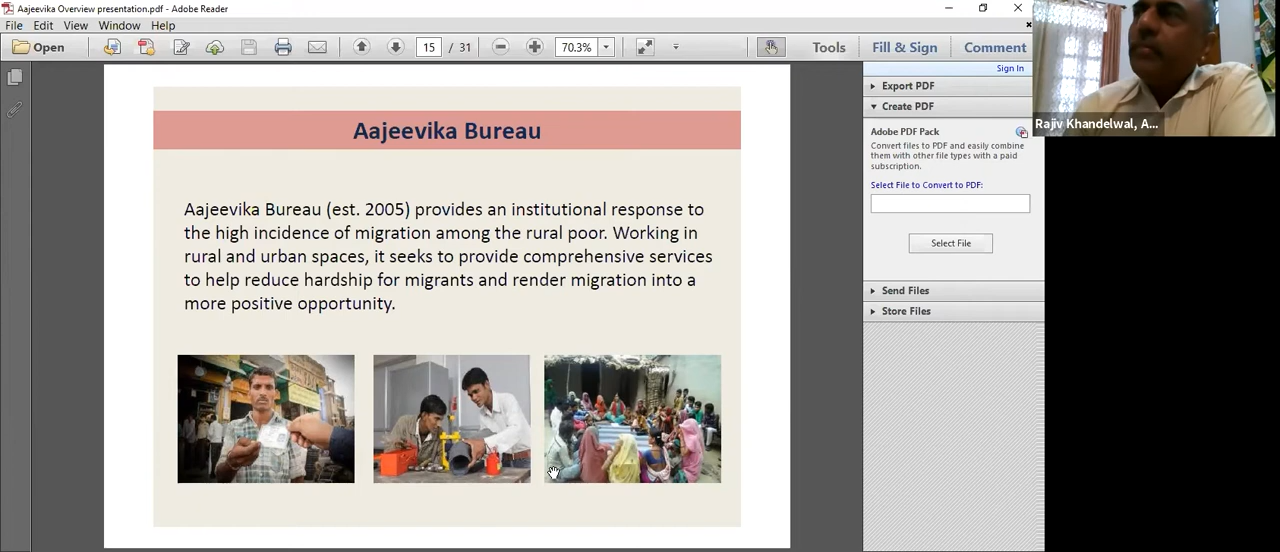 Aajeevika Overview presentation.pdf - Adobe Reader
File Edit View Window Help
Open 15 / 31 70.3% Tools Fill & Sign Comment
Sign In
Export PDF
Create PDF
Adobe PDF Pack
Convert files to PDF and easily combine
them with other file types with a paid
subscription.
Select File to Convert to PDF:
Select File
Send Files
Store Files
Rajiv Khandelwal, A...
Aajeevika Bureau
Aajeevika Bureau (est. 2005) provides an institutional response to
the high incidence of migration among the rural poor. Working in
rural and urban spaces, it seeks to provide comprehensive services
to help reduce hardship for migrants and render migration into a
more positive opportunity.